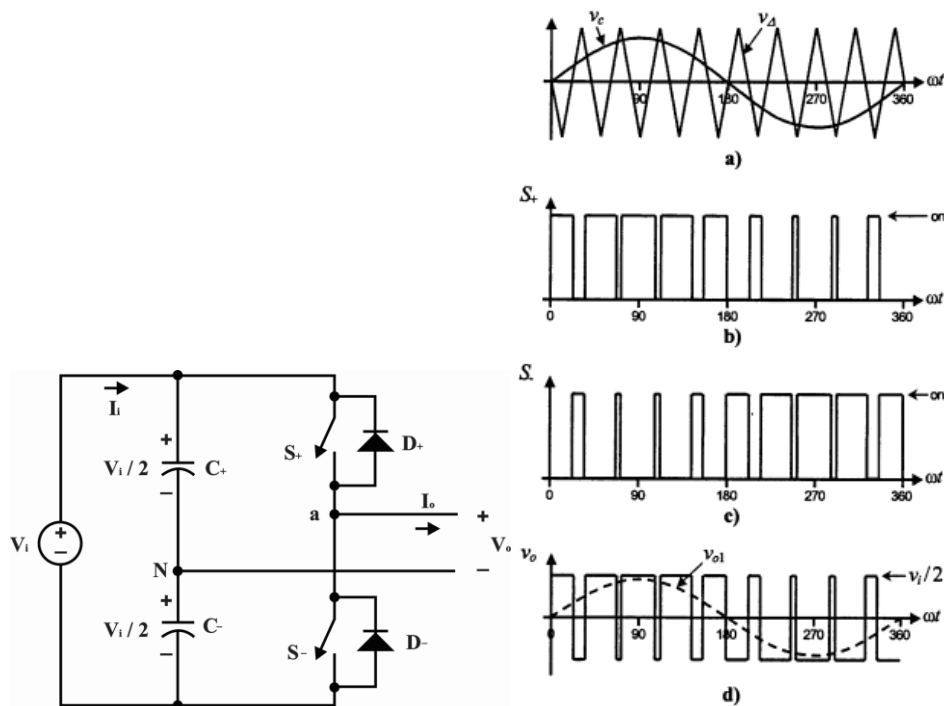 v_c
v_Δ
ωt
90
180
270
360
a)
S₊
on
0
90
180
270
360
ωt
b)
S₋
on
0
90
180
270
360
ωt
c)
v_o
v_o1
v_i/2
ωt
0
90
180
270
360
d)
I_i
+
V_i / 2
C₊
−
S₊
D₊
a
I_o
+
V_i
+
−
V_o
N
−
+
V_i / 2
C₋
−
S₋
D₋